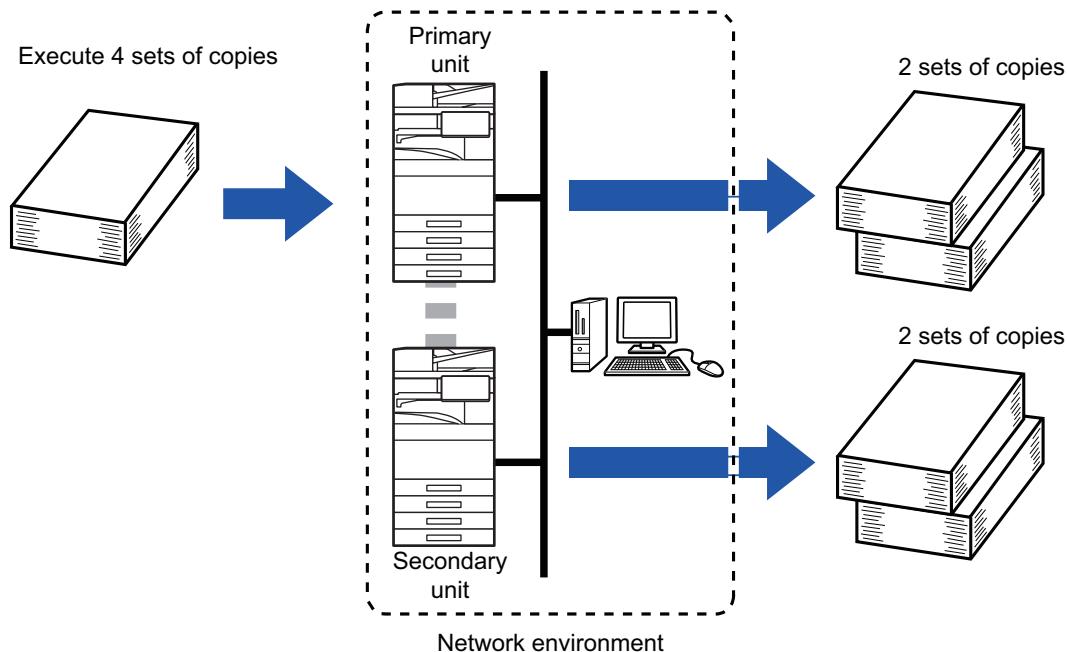 Execute 4 sets of copies
Primary
unit
2 sets of copies
2 sets of copies
Secondary
unit
Network environment